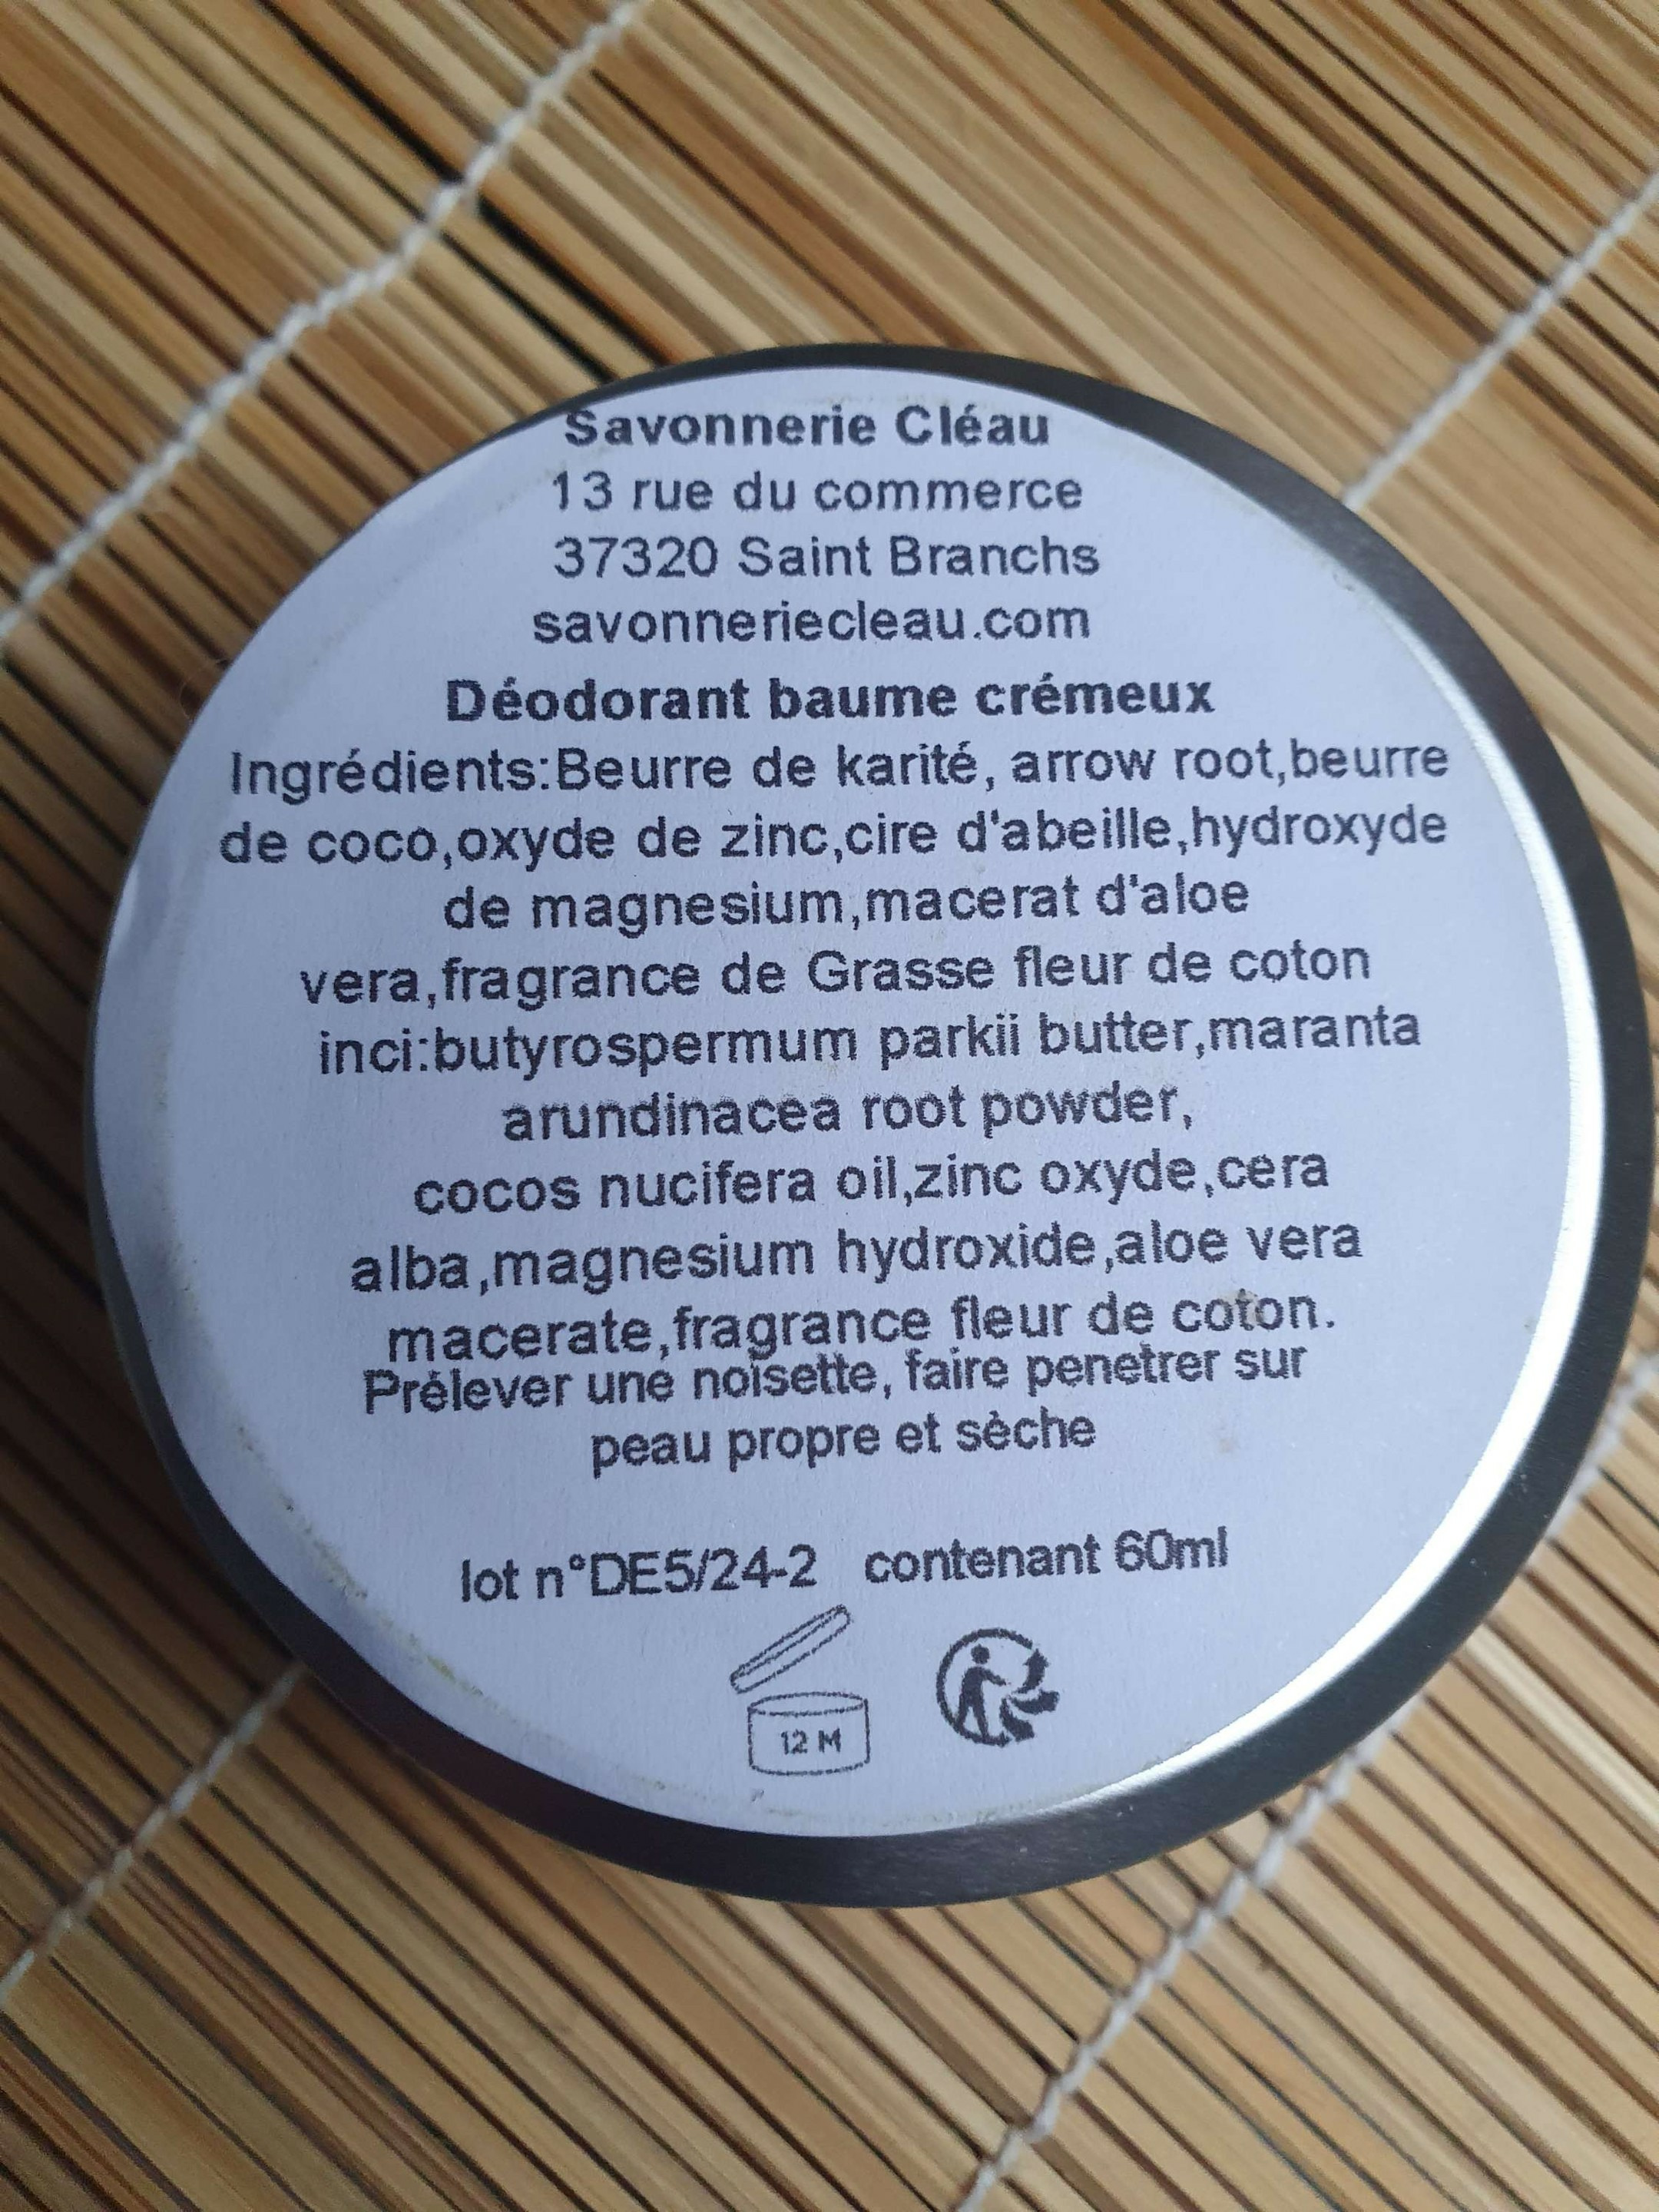 Savonnerie Cléau
13 rue du commerce
37320 Saint Branchs
savonneriecleau.com
Déodorant baume crémeux
Ingrédients:Beurre de karité, arrow root,beurre
de coco,oxyde de zinc,cire d'abeille,hydroxyde
de magnesium,macerat d'aloe
vera,fragrance de Grasse fleur de coton
inci:butyrospermum parkii butter,maranta
arundinacea root powder,
cocos nucifera oil,zinc oxyde,cera
alba,magnesium hydroxide,aloe vera
macerate,fragrance fleur de coton.
Prélever une noisette, faire penetrer sur
peau propre et sèche
lot n°DE5/24-2 contenant 60ml
12 M